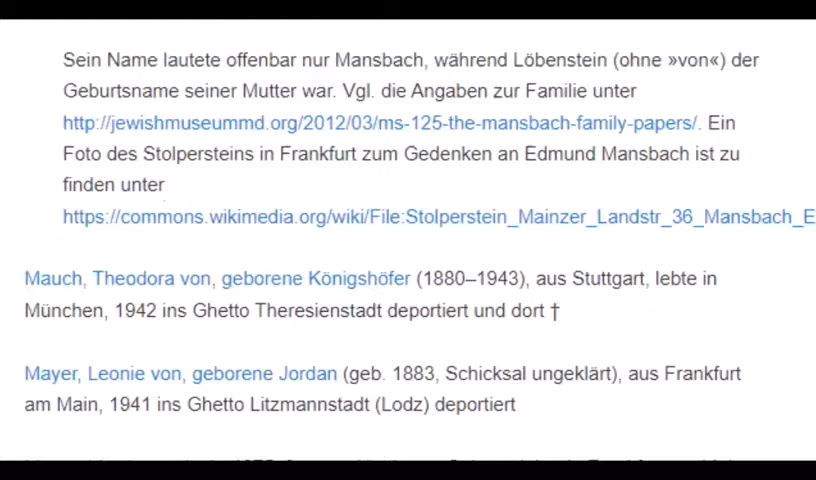 Sein Name lautete offenbar nur Mansbach, während Löbenstein (ohne »von«) der
Geburtsname seiner Mutter war. Vgl. die Angaben zur Familie unter
http://jewishmuseummd.org/2012/03/ms-125-the-mansbach-family-papers/. Ein
Foto des Stolpersteins in Frankfurt zum Gedenken an Edmund Mansbach ist zu
finden unter
https://commons.wikimedia.org/wiki/File:Stolperstein_Mainzer_Landstr_36_Mansbach_E
Mauch, Theodora von, geborene Königshöfer (1880–1943), aus Stuttgart, lebte in
München, 1942 ins Ghetto Theresienstadt deportiert und dort †
Mayer, Leonie von, geborene Jordan (geb. 1883, Schicksal ungeklärt), aus Frankfurt
am Main, 1941 ins Ghetto Litzmannstadt (Lodz) deportiert